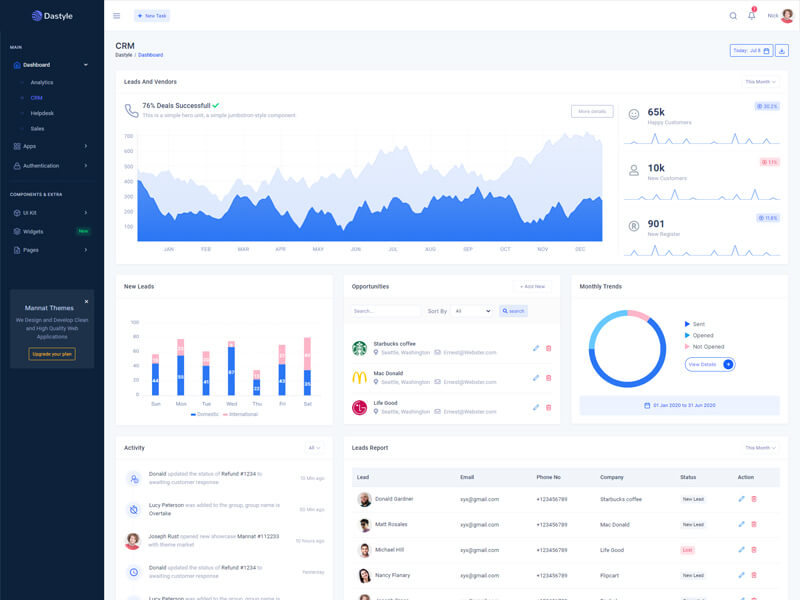 Dastyle
+ New Task
2
Nick
MAIN
Dashboard
Analytics
CRM
Helpdesk
Sales
Apps
Authentication
COMPONENTS & EXTRA
UI Kit
Widgets
New
Pages
Mannat Themes
We Design and Develop Clean
and High Quality Web
Applications
Upgrade your plan
CRM
Dastyle / Dashboard
Today: Jul 8
Leads And Vendors
This Month
76% Deals Successfull
This is a simple hero unit, a simple jumbotron-style component
More details
700
600
500
400
300
200
100
JAN FEB MAR APR MAY JUN JUL AUG SEP OCT NOV DEC
30.2%
65k
Happy Customers
1.1%
10k
New Customers
11.8%
901
New Register
New Leads
100
80
60
40
20
0
44 55 41 67 22 43 35
Sun Mon Tue Wed Thu Fri Sat
Domestic International
Opportunities
+ Add New
Search...
Sort By
All
search
Starbucks coffee
Seattle, Washington Ernest@Webster.com
Mac Donald
Seattle, Washington Ernest@Webster.com
Life Good
Seattle, Washington Ernest@Webster.com
Monthly Trends
Sent
Opened
Not Opened
View Details
01 Jan 2020 to 31 Jun 2020
Activity
All
Donald updated the status of Refund #1234 to
awaiting customer response
10 Min ago
Lucy Peterson was added to the group, group name is
Overtake
50 Min ago
Joseph Rust opened new showcase Mannat #112233
with theme market
10 hours ago
Donald updated the status of Refund #1234 to
awaiting customer response
Yesterday
Lucy Peterson was added to the group, group name is
Leads Report
This Month
Lead Email Phone No Company Status Action
Donald Gardner xyx@gmail.com +123456789 Starbucks coffee New Lead
Matt Rosales xyx@gmail.com +123456789 Mac Donald New Lead
Michael Hill xyx@gmail.com +123456789 Life Good Lost
Nancy Flanary xyx@gmail.com +123456789 Flipcart New Lead